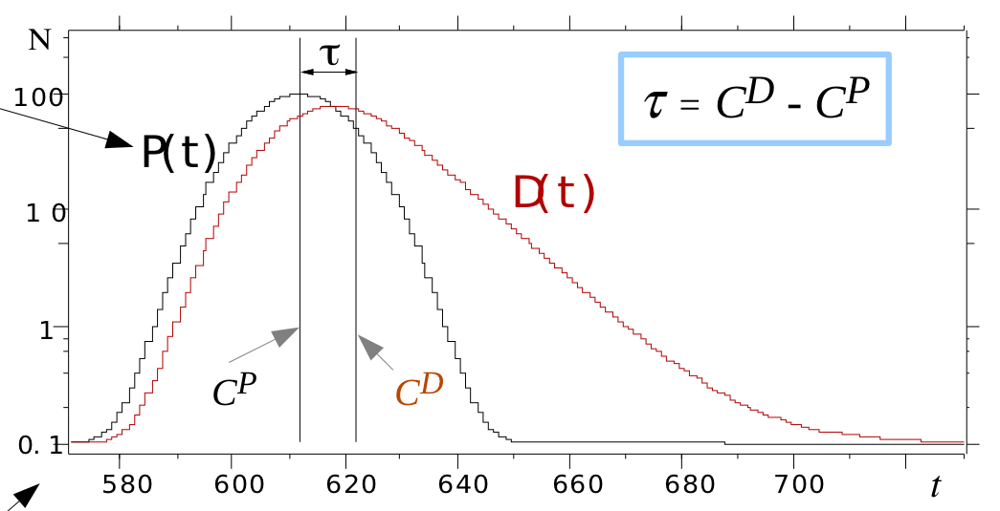 N
τ
τ = C^D - C^P
100
P(t)
D(t)
1 0
1
C^P
C^D
0. 1
580 600 620 640 660 680 700 t